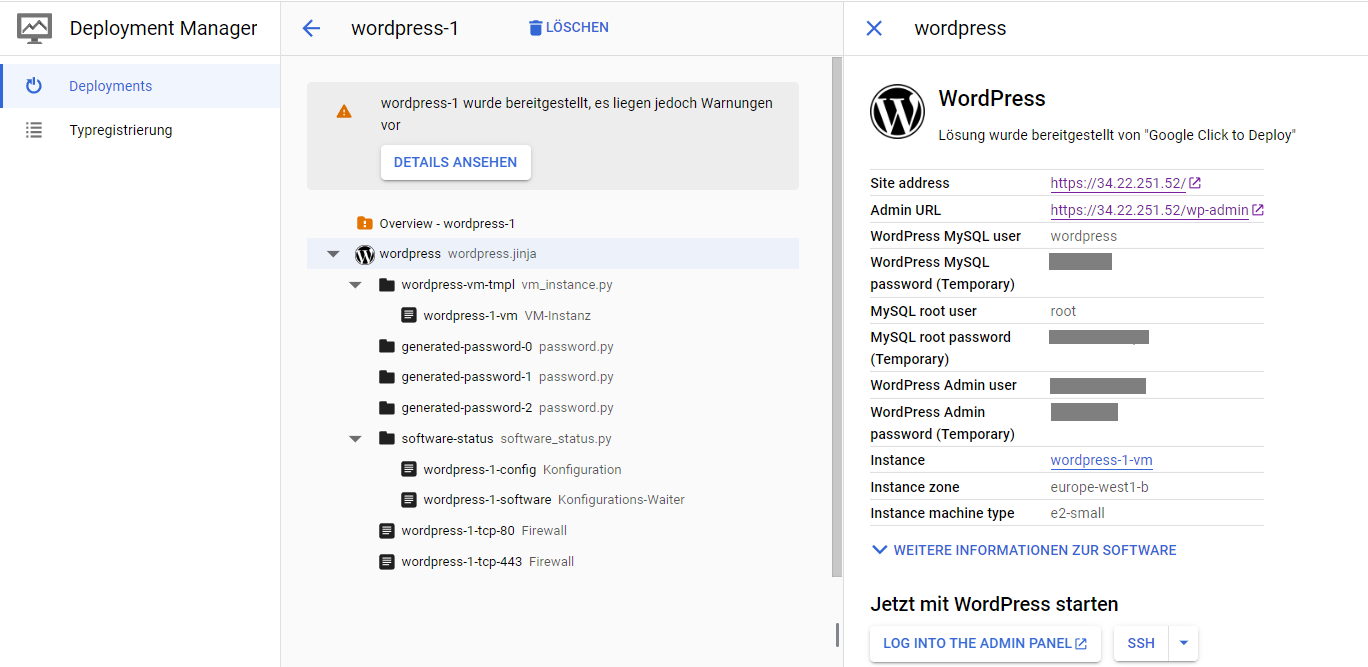 Deployment Manager
Deployments
Typregistrierung
wordpress-1
LÖSCHEN
wordpress-1 wurde bereitgestellt, es liegen jedoch Warnungen
vor
DETAILS ANSEHEN
Overview - wordpress-1
wordpress wordpress.jinja
wordpress-vm-tmpl vm_instance.py
wordpress-1-vm VM-Instanz
generated-password-0 password.py
generated-password-1 password.py
generated-password-2 password.py
software-status software_status.py
wordpress-1-config Konfiguration
wordpress-1-software Konfigurations-Waiter
wordpress-1-tcp-80 Firewall
wordpress-1-tcp-443 Firewall
wordpress
WordPress
Lösung wurde bereitgestellt von "Google Click to Deploy"
Site address https://34.22.251.52/
Admin URL https://34.22.251.52/wp-admin
WordPress MySQL user wordpress
WordPress MySQL
password (Temporary)
MySQL root user root
MySQL root password
(Temporary)
WordPress Admin user
WordPress Admin
password (Temporary)
Instance wordpress-1-vm
Instance zone europe-west1-b
Instance machine type e2-small
WEITERE INFORMATIONEN ZUR SOFTWARE
Jetzt mit WordPress starten
LOG INTO THE ADMIN PANEL
SSH